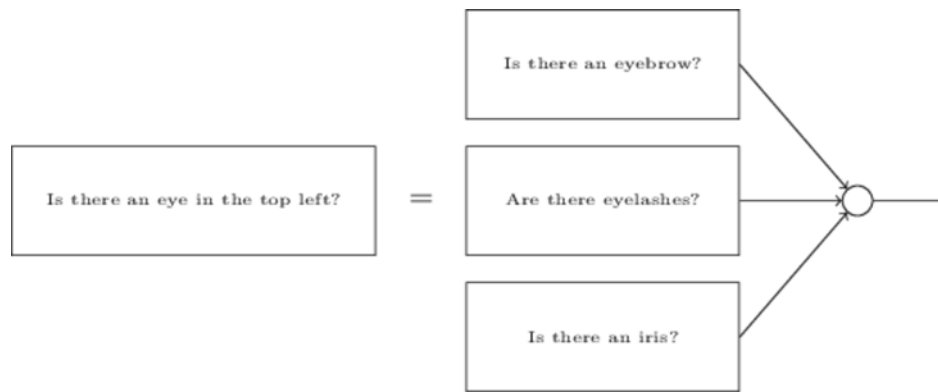 Is there an eyebrow?
Is there an eye in the top left?
=
Are there eyelashes?
Is there an iris?